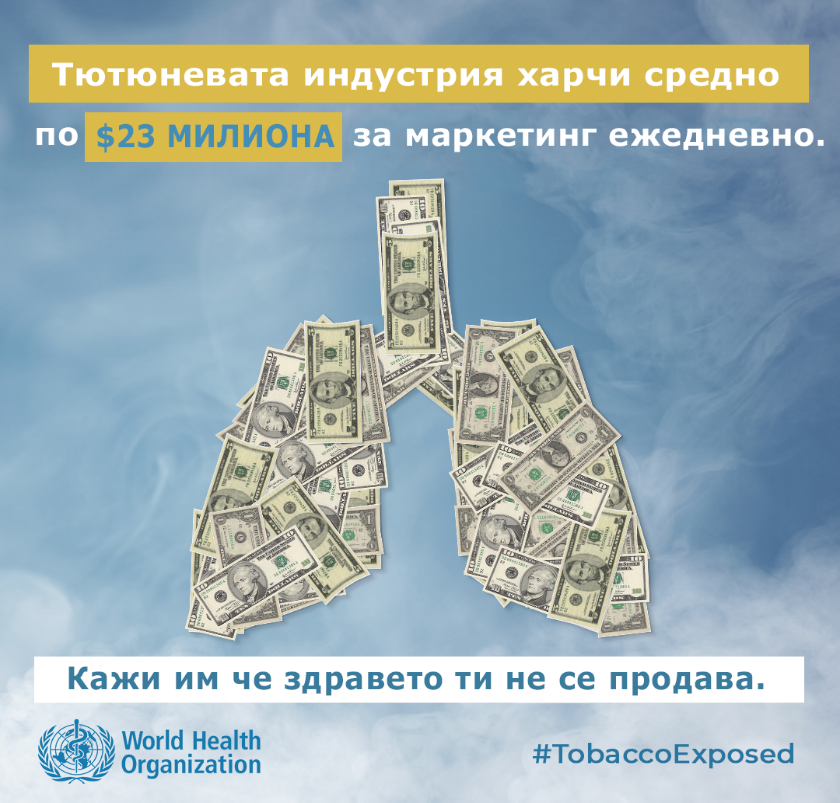 Тютюневата индустрия харчи средно
по $23 МИЛИОНА за маркетинг ежедневно.
Кажи им че здравето ти не се продава.
World Health
Organization
#TobaccoExposed